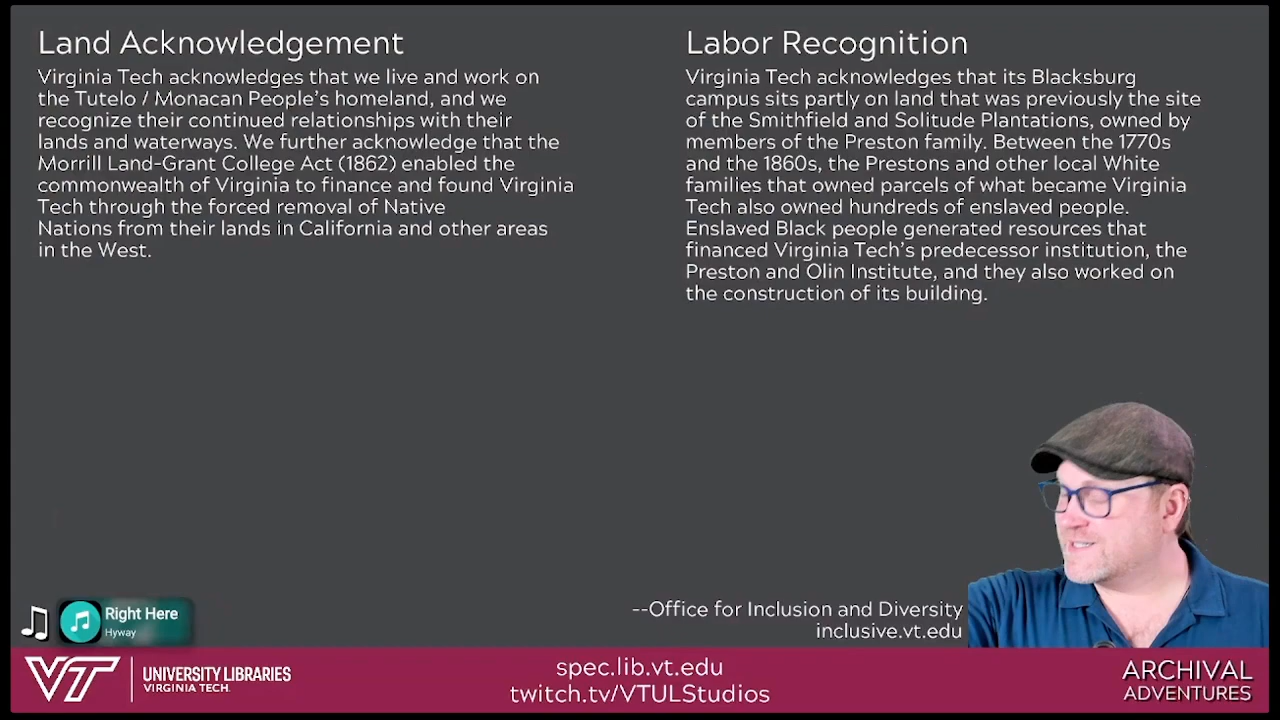 Land Acknowledgement
Virginia Tech acknowledges that we live and work on
the Tutelo / Monacan People's homeland, and we
recognize their continued relationships with their
lands and waterways. We further acknowledge that the
Morrill Land-Grant College Act (1862) enabled the
commonwealth of Virginia to finance and found Virginia
Tech through the forced removal of Native
Nations from their lands in California and other areas
in the West.
Labor Recognition
Virginia Tech acknowledges that its Blacksburg
campus sits partly on land that was previously the site
of the Smithfield and Solitude Plantations, owned by
members of the Preston family. Between the 1770s
and the 1860s, the Prestons and other local White
families that owned parcels of what became Virginia
Tech also owned hundreds of enslaved people.
Enslaved Black people generated resources that
financed Virginia Tech's predecessor institution, the
Preston and Olin Institute, and they also worked on
the construction of its building.
--Office for Inclusion and Diversity
inclusive.vt.edu
Right Here
Hyway
VT
UNIVERSITY LIBRARIES
VIRGINIA TECH.
spec.lib.vt.edu
twitch.tv/VTULStudios
ARCHIVAL
ADVENTURES